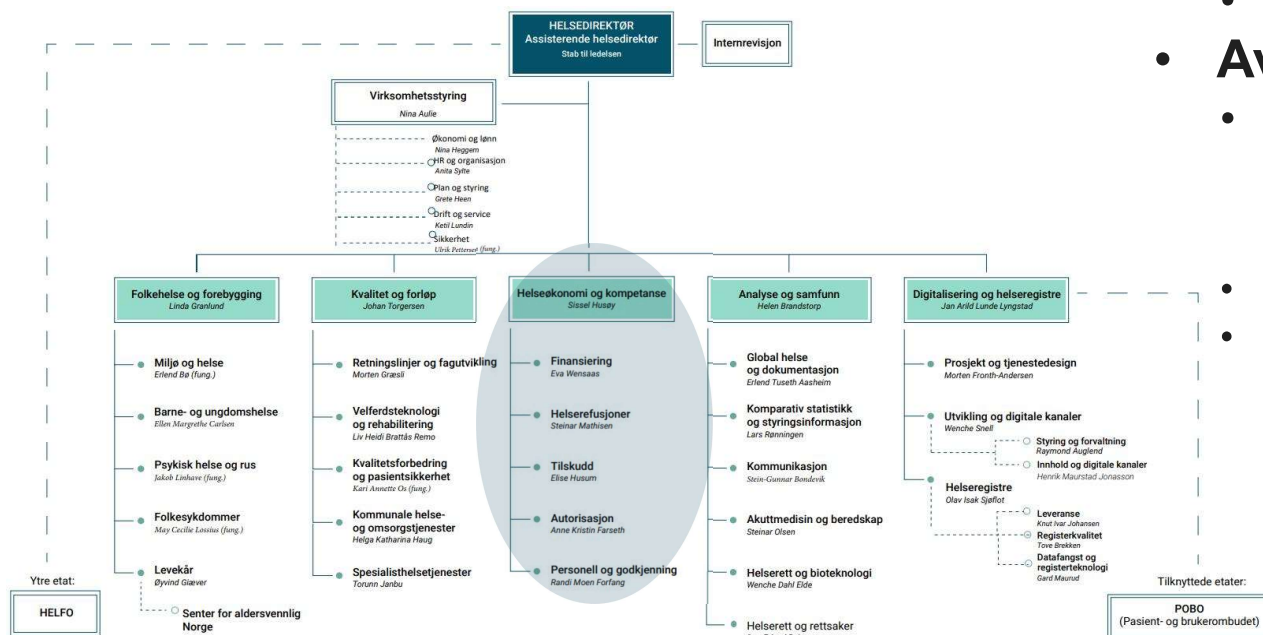 HELSEDIREKTØR
Assisterende helsedirektør
Stab til ledelsen
Internrevisjon
Virksomhetsstyring
Nina Aulie
Økonomi og lønn
Nina Heggem
HR og organisasjon
Anita Sylte
Plan og styring
Grete Heen
Drift og service
Ketil Lundin
Sikkerhet
Ulrik Pettersen (fung.)
Folkehelse og forebygging
Linda Granlund
Miljø og helse
Erlend Bø (fung.)
Barne- og ungdomshelse
Ellen Margrethe Carlsen
Psykisk helse og rus
Jakob Linhave (fung.)
Folkesykdommer
May Cecilie Lossius (fung.)
Levekår
Øyvind Giæver
Senter for aldersvennlig
Norge
Kvalitet og forløp
Johan Torgersen
Retningslinjer og fagutvikling
Morten Græsli
Velferdsteknologi
og rehabilitering
Liv Heidi Brattås Remo
Kvalitetsforbedring
og pasientsikkerhet
Kari Annette Os (fung.)
Kommunale helse-
og omsorgstjenester
Helga Katharina Haug
Spesialisthelsetjenester
Torunn Janbu
Helseøkonomi og kompetanse
Sissel Husøy
Finansiering
Eva Wensaas
Helserefusjoner
Steinar Mathisen
Tilskudd
Elise Husum
Autorisasjon
Anne Kristin Farseth
Personell og godkjenning
Randi Moen Forfang
Analyse og samfunn
Helen Brandstorp
Global helse
og dokumentasjon
Erlend Tuseth Aasheim
Komparativ statistikk
og styringsinformasjon
Lars Rønningen
Kommunikasjon
Stein-Gunnar Bondevik
Akuttmedisin og beredskap
Steinar Olsen
Helserett og bioteknologi
Wenche Dahl Elde
Helserett og rettsaker
Digitalisering og helseregistre
Jan Arild Lunde Lyngstad
Prosjekt og tjenestedesign
Morten Fronth-Andersen
Utvikling og digitale kanaler
Wenche Snell
Styring og forvaltning
Raymond Auglend
Innhold og digitale kanaler
Henrik Maurstad Jonasson
Helseregistre
Olav Isak Sjøflot
Leveranse
Knut Ivar Johansen
Registerkvalitet
Tove Brekken
Datafangst og
registerteknologi
Gard Maurud
Ytre etat:
HELFO
Tilknyttede etater:
POBO
(Pasient- og brukerombudet)
• Av